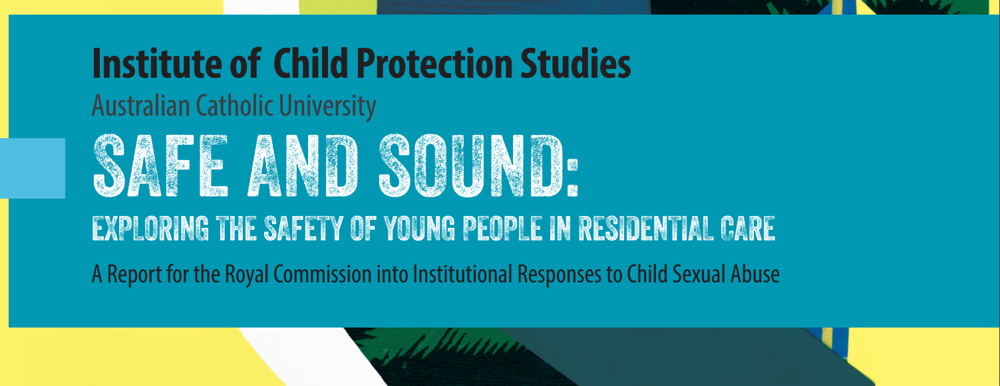 Institute of Child Protection Studies
Australian Catholic University
SAFE AND SOUND:
EXPLORING THE SAFETY OF YOUNG PEOPLE IN RESIDENTIAL CARE
A Report for the Royal Commission into Institutional Responses to Child Sexual Abuse